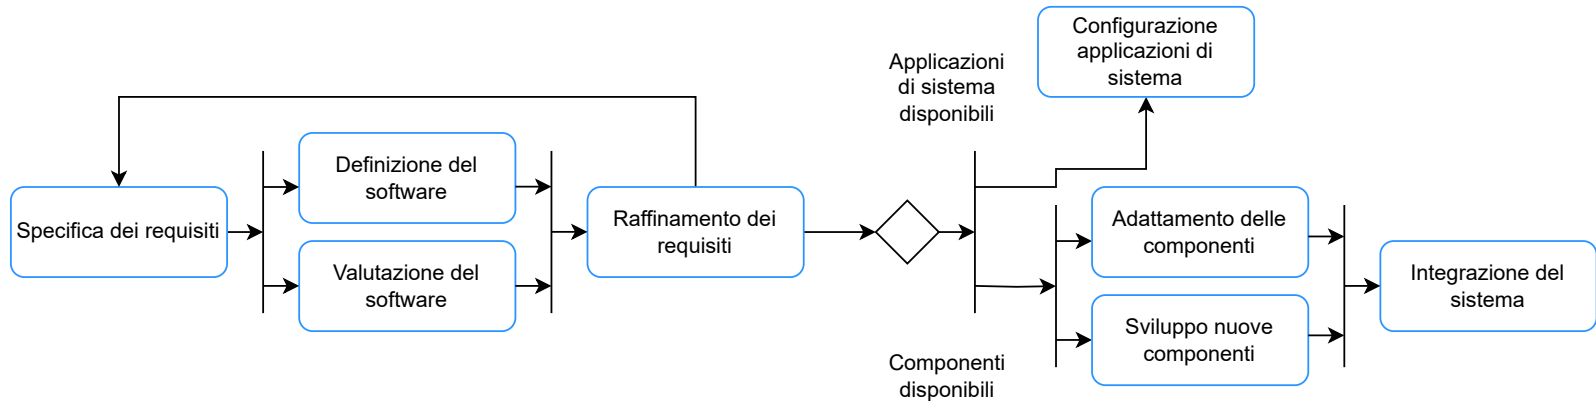 Specifica dei requisiti
Definizione del
software
Valutazione del
software
Raffinamento dei
requisiti
Applicazioni
di sistema
disponibili
Componenti
disponibili
Configurazione
applicazioni di
sistema
Adattamento delle
componenti
Sviluppo nuove
componenti
Integrazione del
sistema